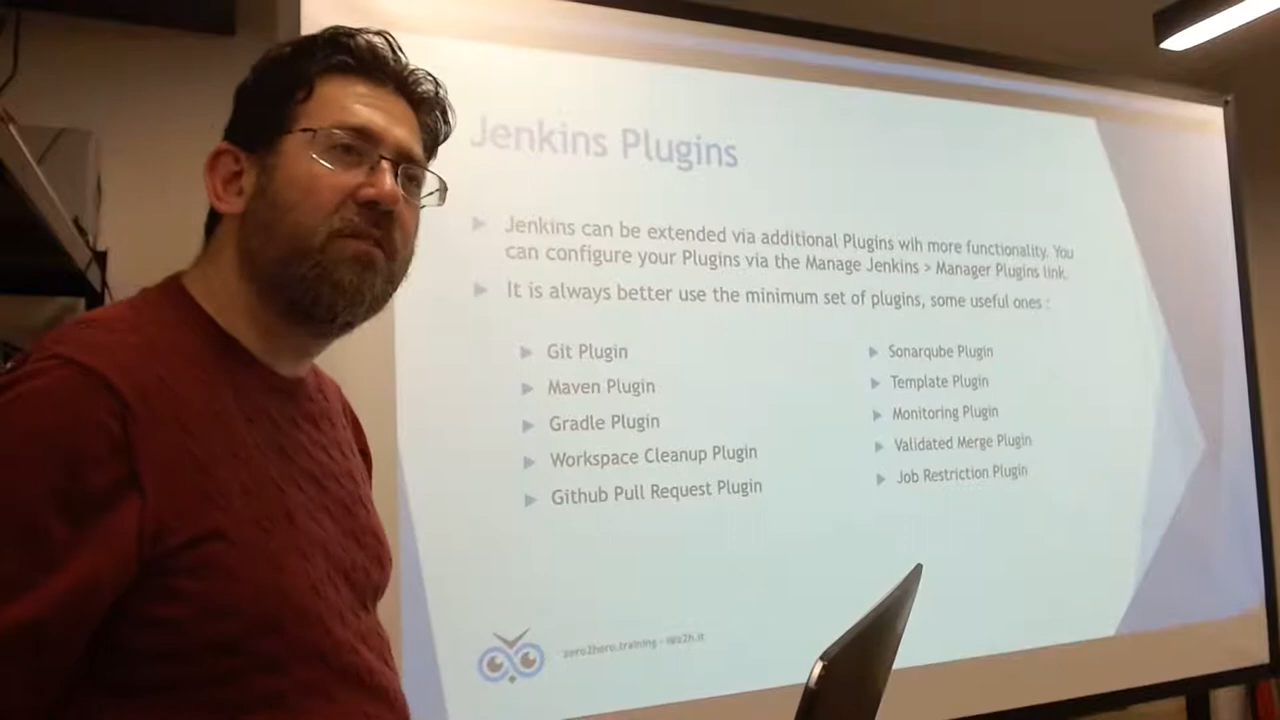 Jenkins Plugins
Jenkins can be extended via additional Plugins wih more functionality. You
can configure your Plugins via the Manage Jenkins > Manager Plugins link.
It is always better use the minimum set of plugins, some useful ones :
Git Plugin
Maven Plugin
Gradle Plugin
Workspace Cleanup Plugin
Github Pull Request Plugin
Sonarqube Plugin
Template Plugin
Monitoring Plugin
Validated Merge Plugin
Job Restriction Plugin
zero2hero.training -